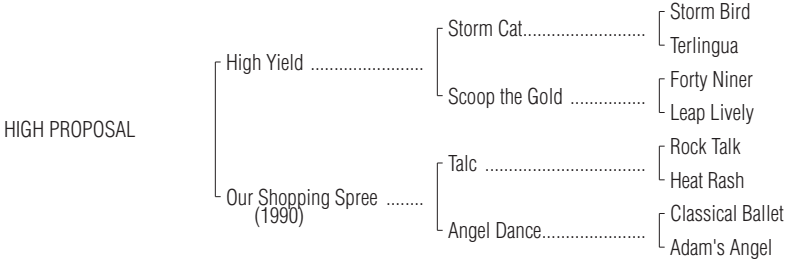 Storm Bird
Storm Cat.........................
Terlingua
High Yield .......................
Forty Niner
Scoop the Gold ................
Leap Lively
HIGH PROPOSAL
Rock Talk
Talc .................................
Heat Rash
Our Shopping Spree ........
(1990)
Classical Ballet
Angel Dance.....................
Adam's Angel